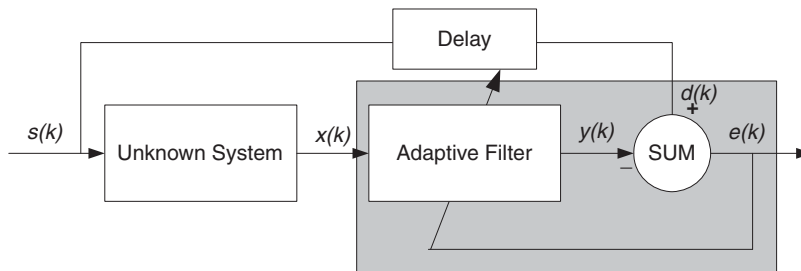 Delay
d(k)
+
s(k)
Unknown System
x(k)
Adaptive Filter
y(k)
–
SUM
e(k)